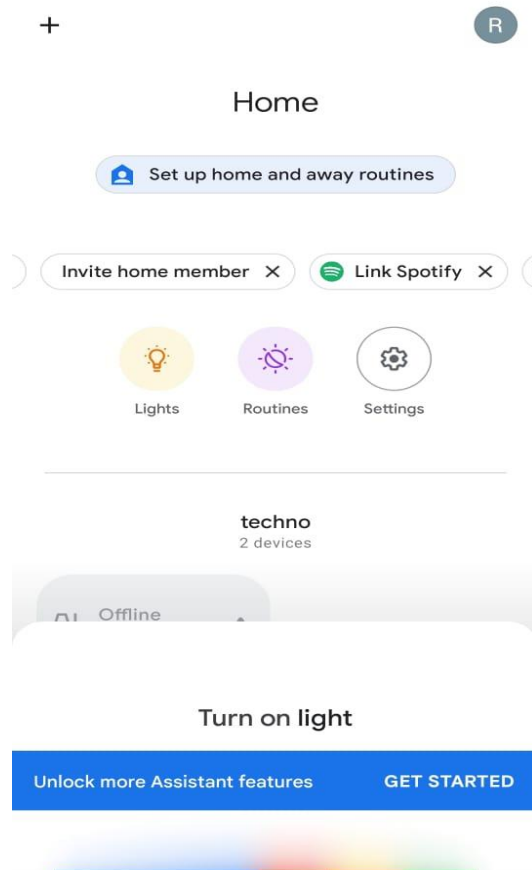 +
R
Home
Set up home and away routines
Invite home member X
Link Spotify X
Lights Routines Settings
techno
2 devices
Offline
Turn on light
Unlock more Assistant features GET STARTED